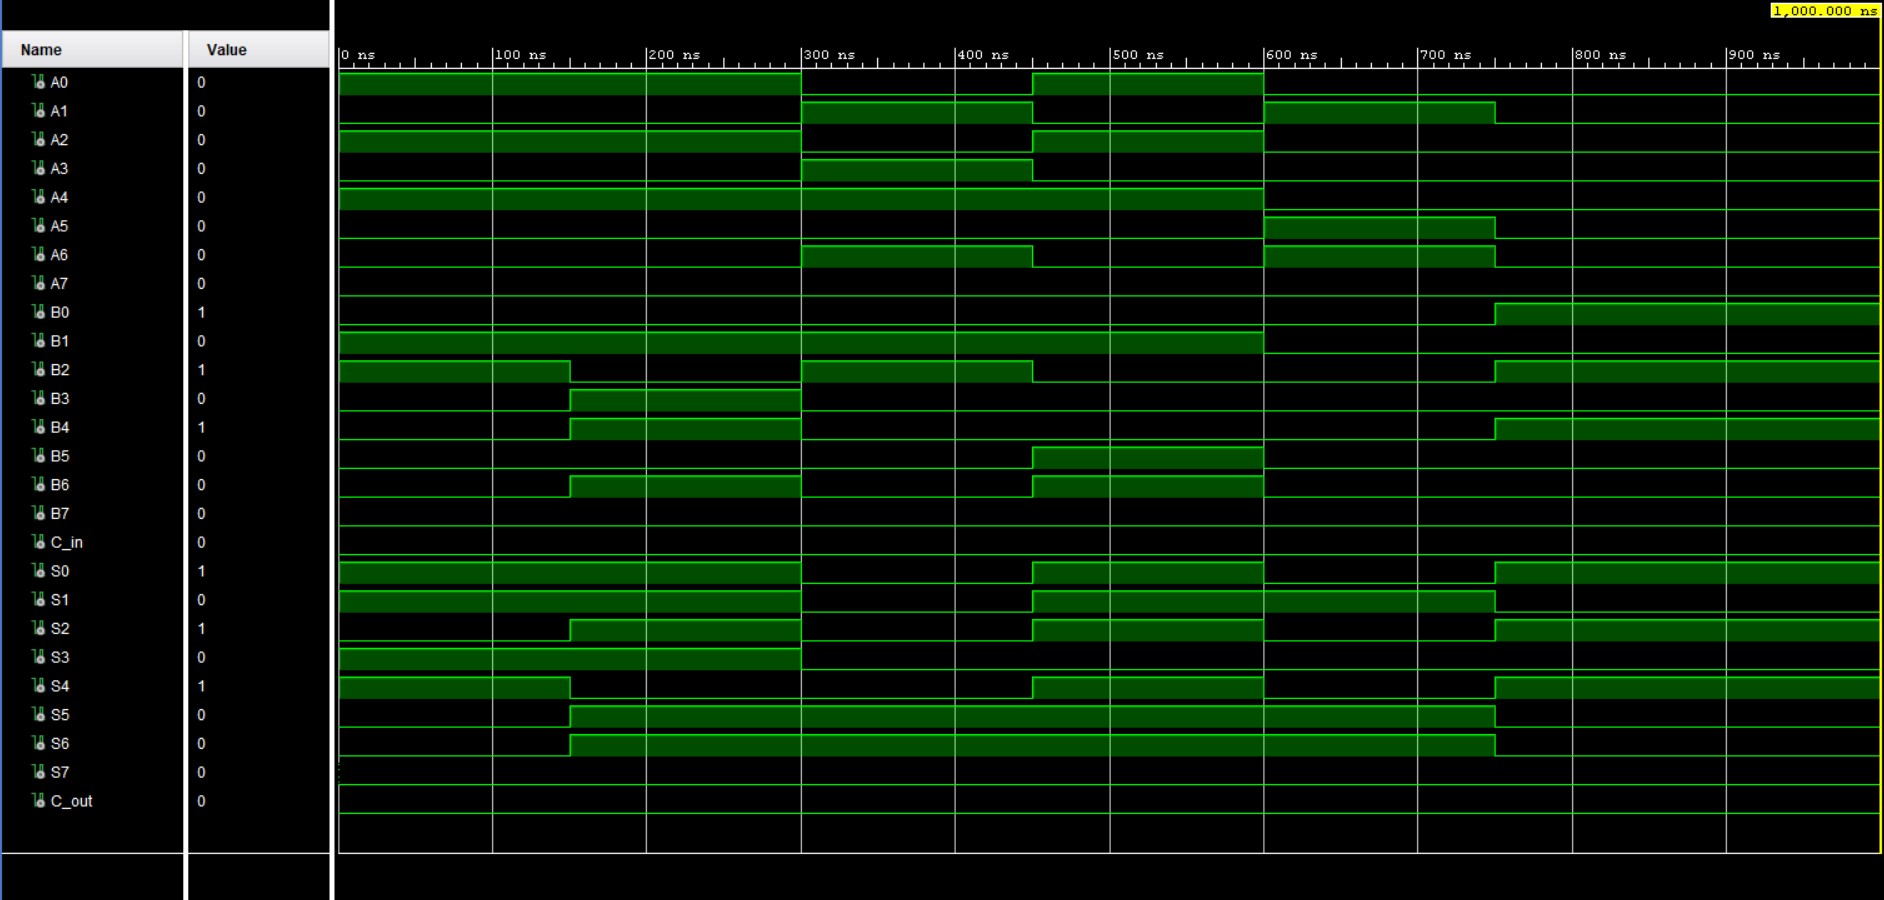 1,000.000 ns
Name Value
0 ns 100 ns 200 ns 300 ns 400 ns 500 ns 600 ns 700 ns 800 ns 900 ns
A0 0
A1 0
A2 0
A3 0
A4 0
A5 0
A6 0
A7 0
B0 1
B1 0
B2 1
B3 0
B4 1
B5 0
B6 0
B7 0
C_in 0
S0 1
S1 0
S2 1
S3 0
S4 1
S5 0
S6 0
S7 0
C_out 0